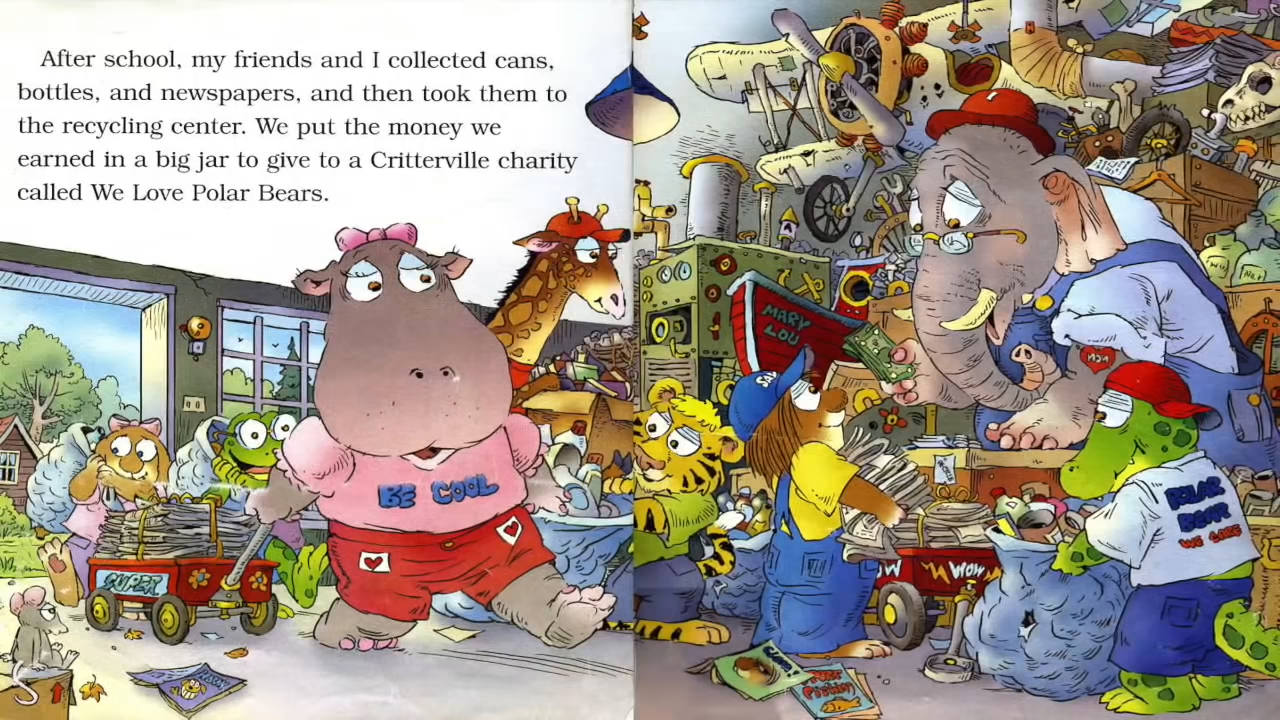 After school, my friends and I collected cans,
bottles, and newspapers, and then took them to
the recycling center. We put the money we
earned in a big jar to give to a Critterville charity
called We Love Polar Bears.
BE COOL
SUPER
MARY
LOU
MOM
POLAR
BEAR
WE CARE
WOW